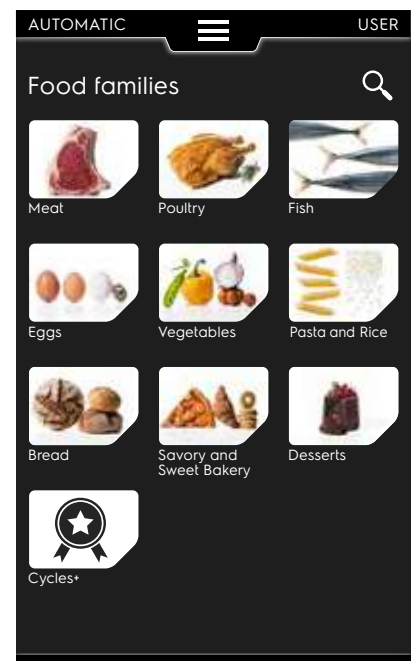 AUTOMATIC USER
Food families
Meat Poultry Fish
Eggs Vegetables Pasta and Rice
Bread Savory and Desserts
Sweet Bakery
Cycles+